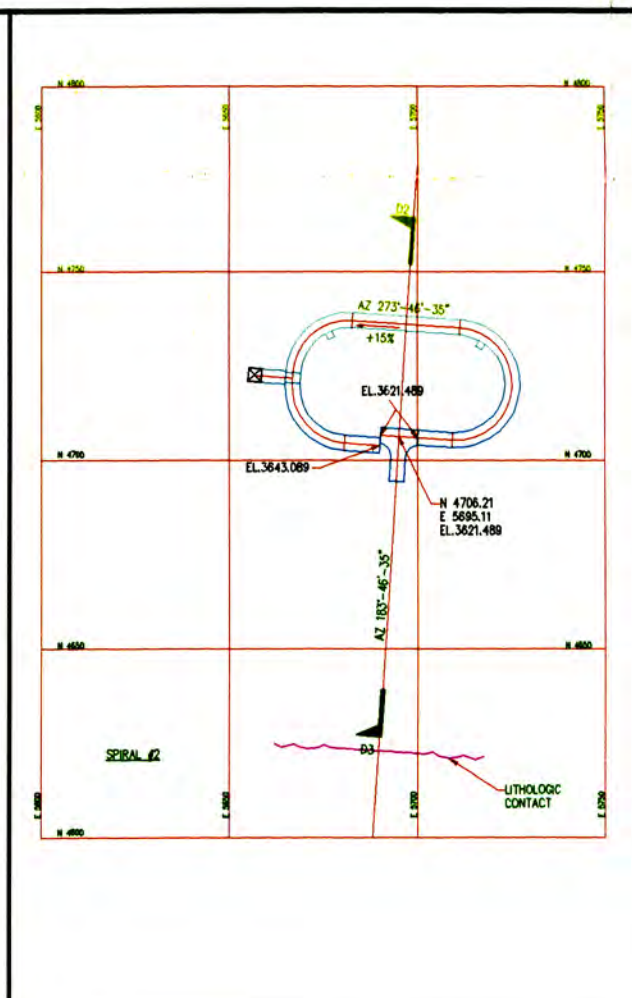 N 4800
N 4800
E 5600
E 5650
E 5700
E 5750
D3
N 4750
N 4750
AZ 273°-46'-35"
+15%
EL.3621.489
EL.3643.089
N 4700
N 4700
N 4706.21
E 5695.11
EL.3621.489
AZ 183°-46'-35"
N 4650
N 4650
D3
SPIRAL #2
LITHOLOGIC
CONTACT
E 5600
E 5650
E 5700
E 5750
N 4600
N 4600